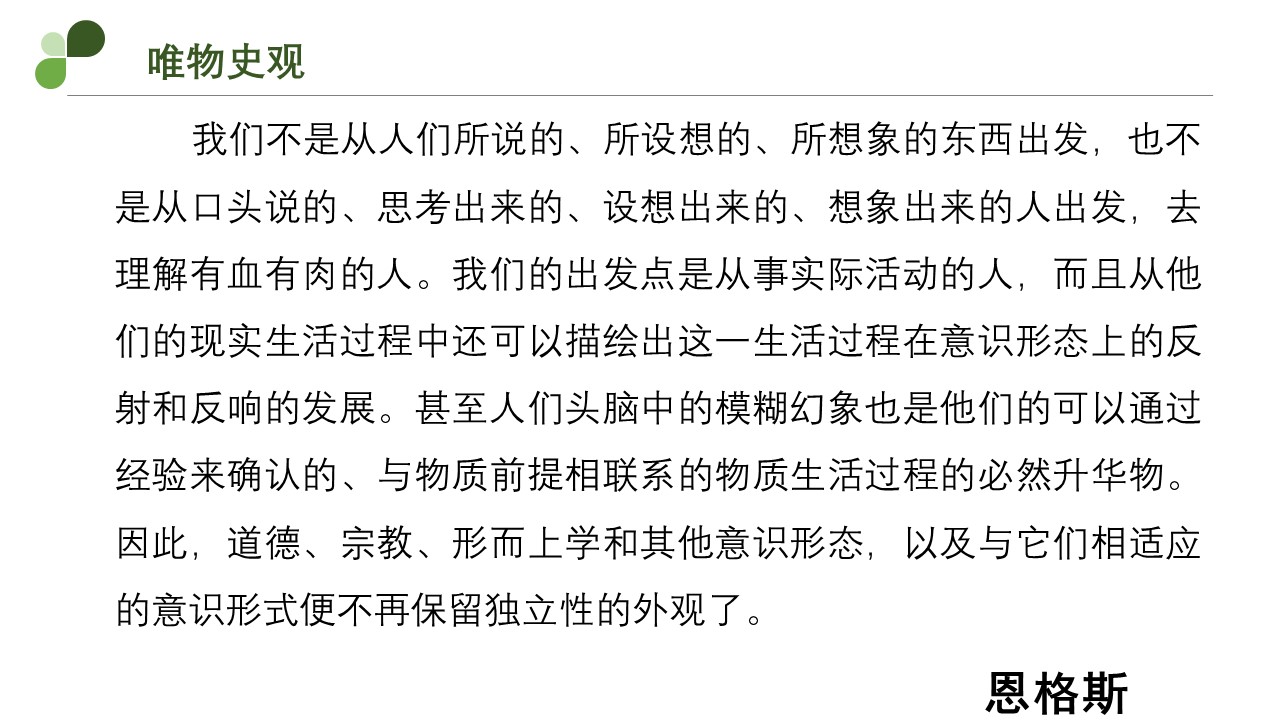 唯物史观
我们不是从人们所说的、所设想的、所想象的东西出发，也不
是从口头说的、思考出来的、设想出来的、想象出来的人出发，去
理解有血有肉的人。我们的出发点是从事实际活动的人，而且从他
们的现实生活过程中还可以描绘出这一生活过程在意识形态上的反
射和反响的发展。甚至人们头脑中的模糊幻象也是他们的可以通过
经验来确认的、与物质前提相联系的物质生活过程的必然升华物。
因此，道德、宗教、形而上学和其他意识形态，以及与它们相适应
的意识形式便不再保留独立性的外观了。
恩格斯